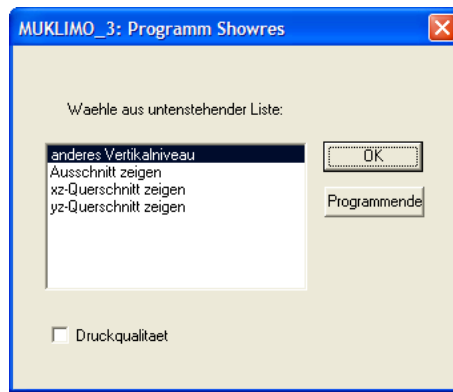 MUKLIMO_3: Programm Showres
Waehle aus untenstehender Liste:
anderes Vertikalniveau
Ausschnitt zeigen
xz-Querschnitt zeigen
yz-Querschnitt zeigen
OK
Programmende
Druckqualitaet